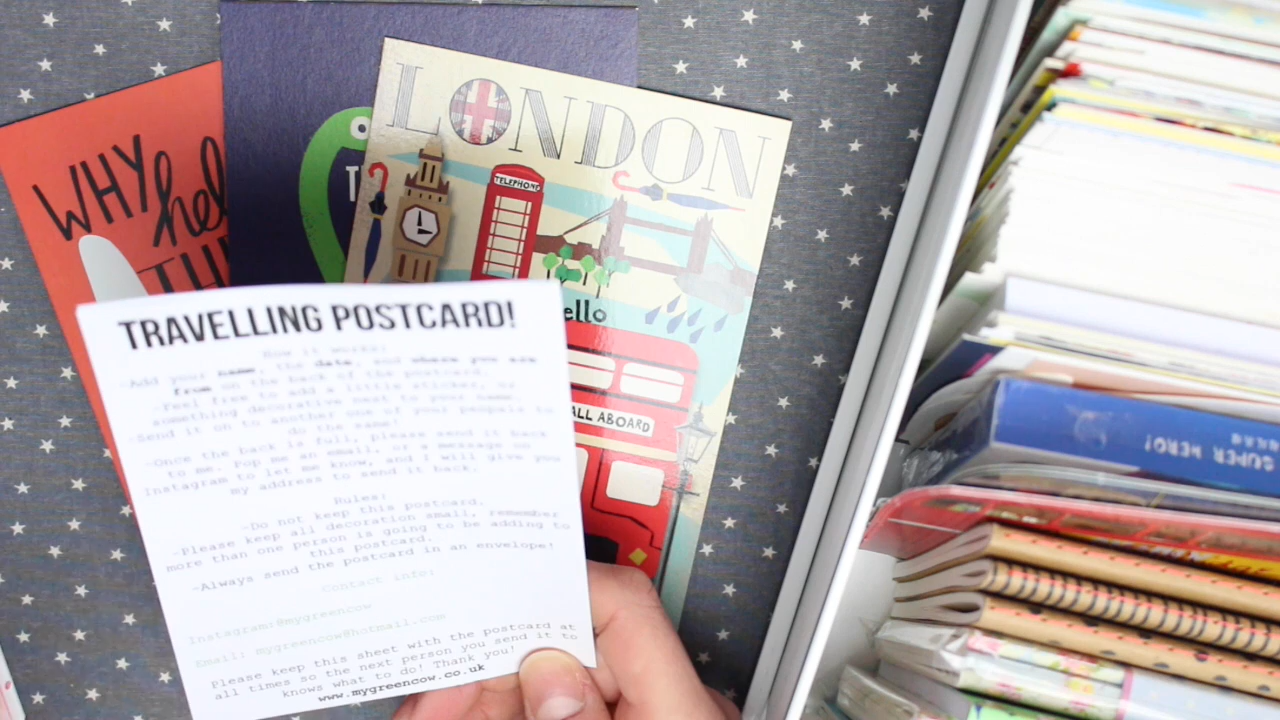 LONDON
TELEPHONE
WHY
hel
TH
T
ello
ALL ABOARD
TRAVELLING POSTCARD!
How it works:
-Add your name, the date, and where you are
from on the back of the postcard.
-Feel free to add a little sticker, or
something decorative next to your name.
-Send it on to another one of your penpals to
do the same!
-Once the back is full, please send it back
to me. Pop me an email, or a message on
Instagram to let me know, and I will give you
my address to send it back.
Rules:
-Do not keep this postcard.
-Please keep all decoration small, remember
more than one person is going to be adding to
this postcard.
-Always send the postcard in an envelope!
Contact info:
Instagram:@mygreencow
Email: mygreencow@hotmail.com
Please keep this sheet with the postcard at
all times so the next person you send it to
knows what to do! Thank you!
www.mygreencow.co.uk
SUPER HERO!